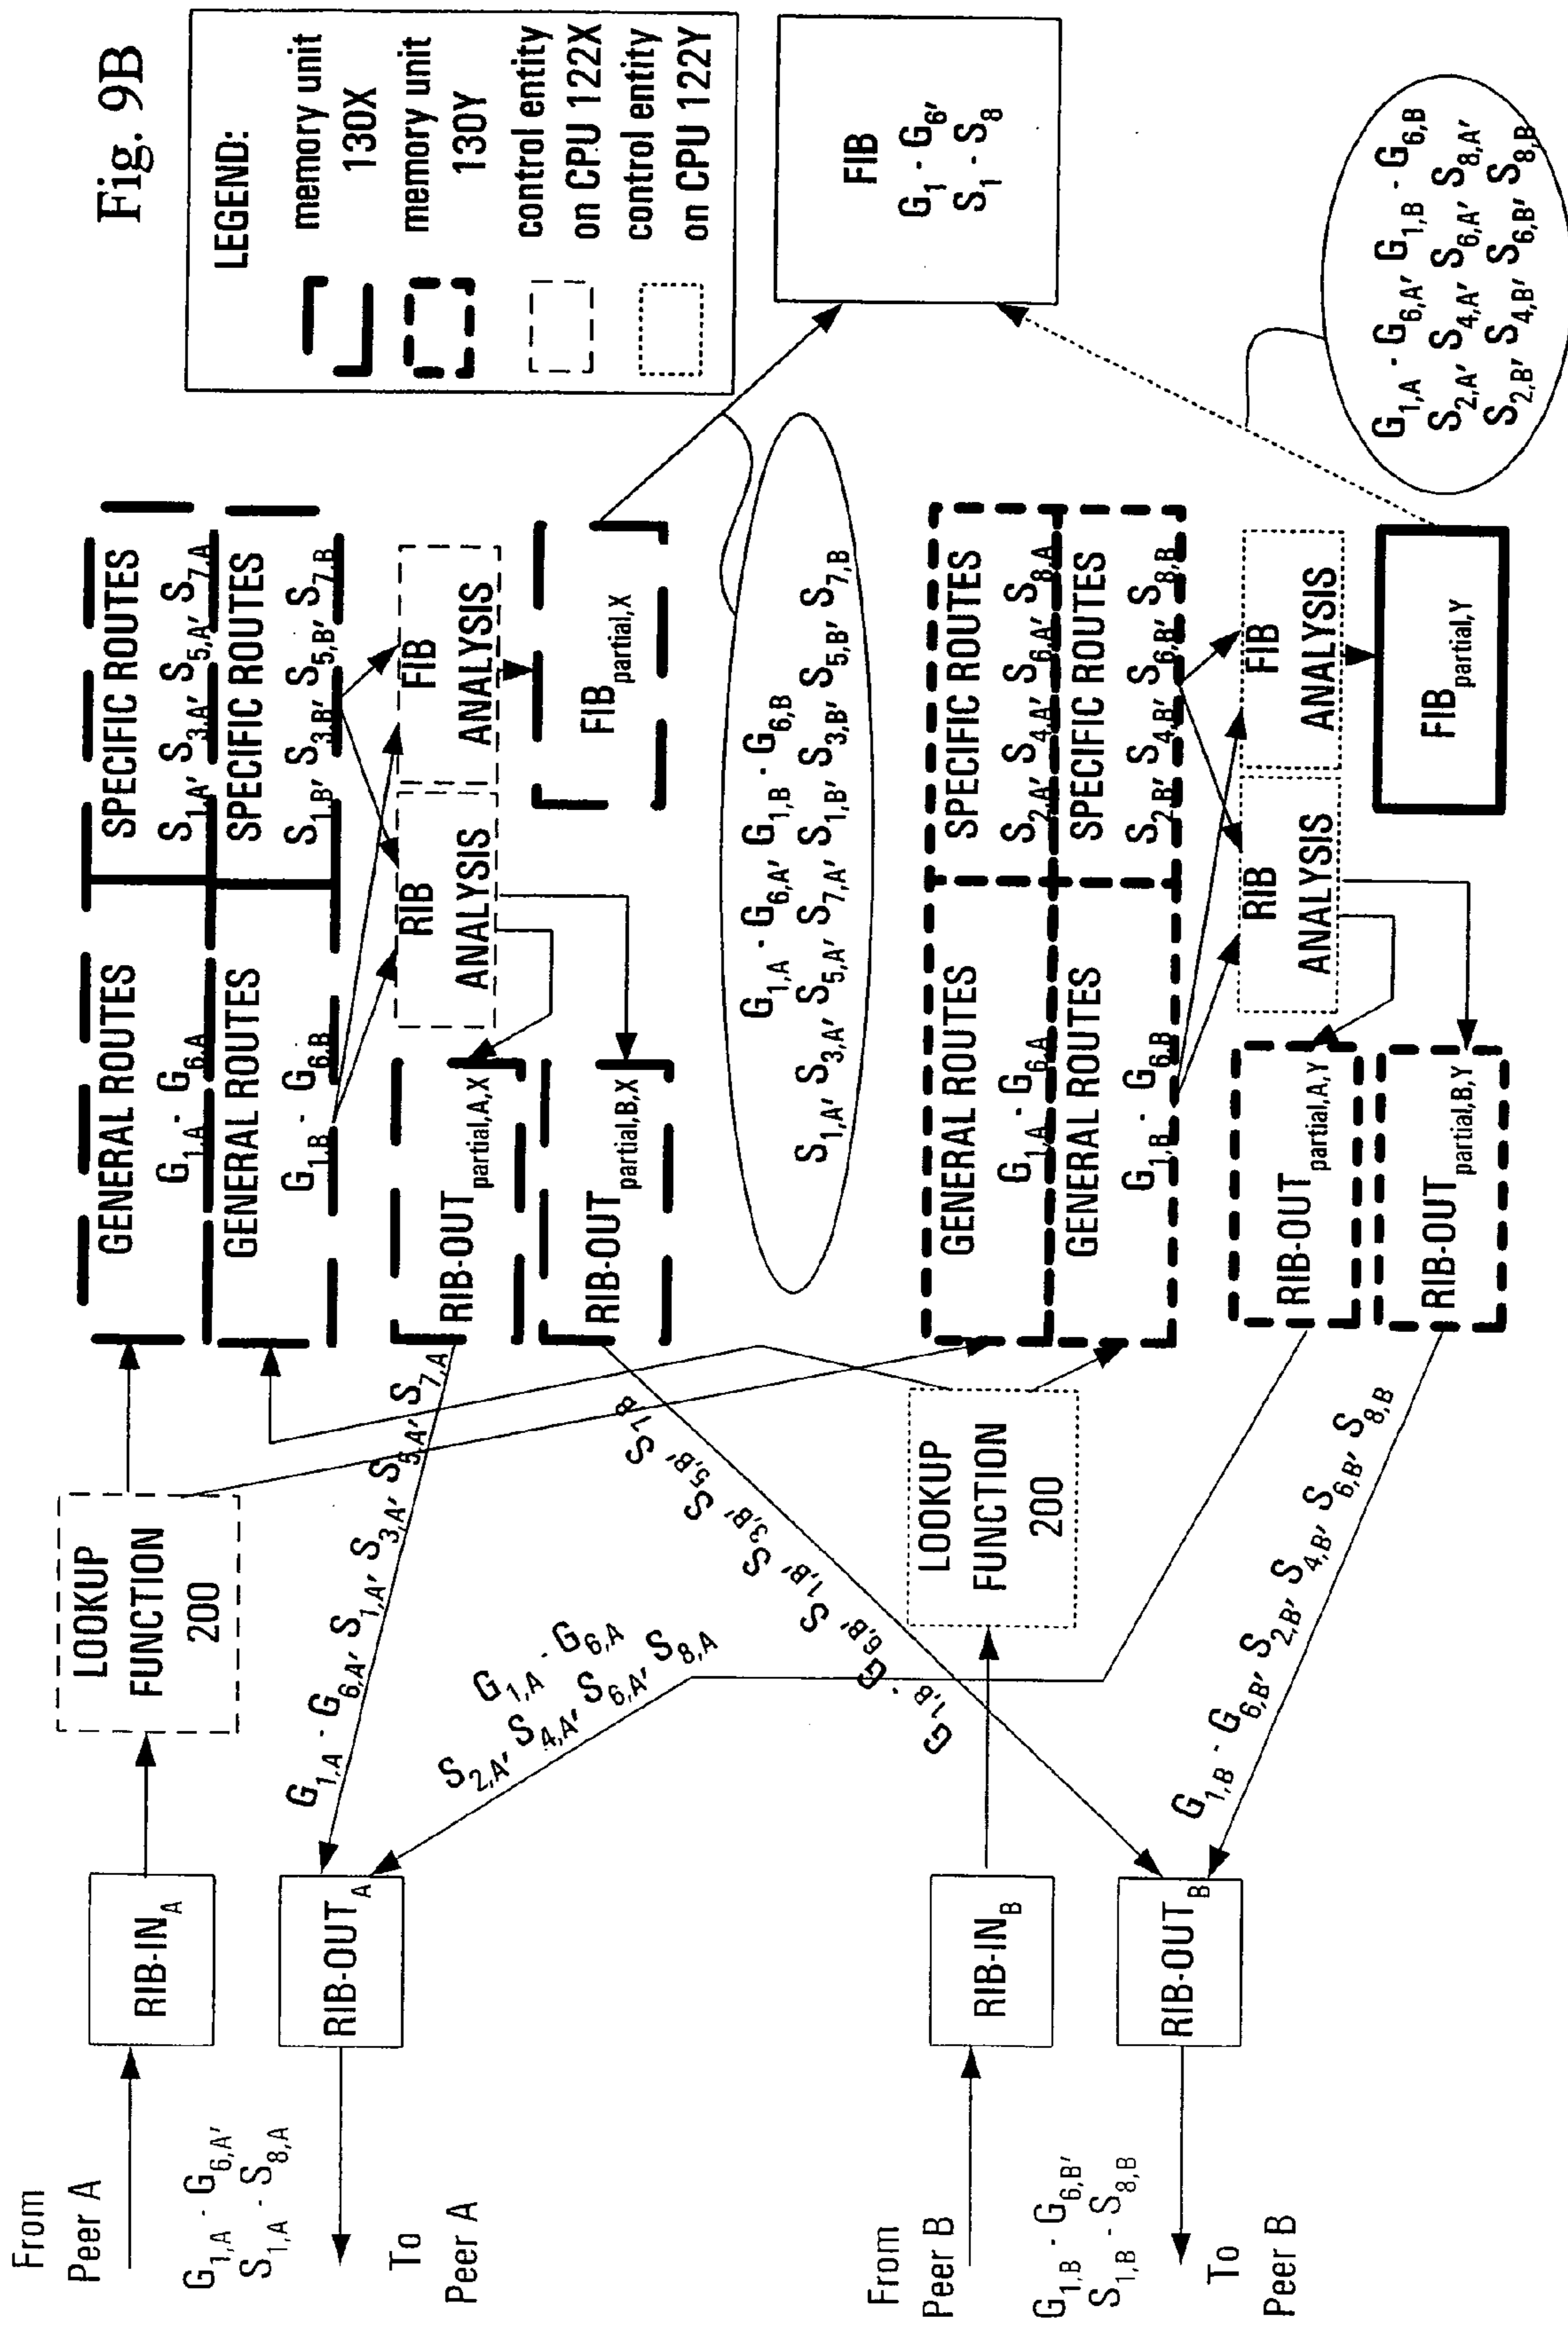 Fig. 9B
LEGEND:
memory unit
130X
memory unit
130Y
control entity
on CPU 122X
control entity
on CPU 122Y
From
Peer A
G1,A - G6,A,
S1,A - S8,A
To
Peer A
RIB-INA
RIB-OUTA
LOOKUP
FUNCTION
200
G1,A - G6,A, S1,A, S3,A, S5,A, S7,A
G1,A - G6,A
S2,A, S4,A, S6,A, S8,A
GENERAL ROUTES
G1,A - G6,A
SPECIFIC ROUTES
S1,A, S3,A, S5,A, S7,A
GENERAL ROUTES
G1,B - G6,B
SPECIFIC ROUTES
S1,B, S3,B, S5,B, S7,B
RIB
ANALYSIS
FIB
ANALYSIS
RIB-OUTpartial,A,X
RIB-OUTpartial,B,X
FIBpartial,X
G1,A - G6,A, G1,B - G6,B
S1,A, S3,A, S5,A, S7,A, S1,B, S3,B, S5,B, S7,B
FIB
G1 - G6,
S1 - S8
From
Peer B
G1,B - G6,B,
S1,B - S8,B
To
Peer B
RIB-INB
RIB-OUTB
LOOKUP
FUNCTION
200
G1,B - G6,B, S1,B, S3,B, S5,B, S7,B
G1,B - G6,B, S2,B, S4,B, S6,B, S8,B
GENERAL ROUTES
G1,A - G6,A
SPECIFIC ROUTES
S2,A, S4,A, S6,A, S8,A
GENERAL ROUTES
G1,B - G6,B
SPECIFIC ROUTES
S2,B, S4,B, S6,B, S8,B
RIB
ANALYSIS
FIB
ANALYSIS
RIB-OUTpartial,A,Y
RIB-OUTpartial,B,Y
FIBpartial,Y
G1,A - G6,A, G1,B - G6,B
S2,A, S4,A, S6,A, S8,A,
S2,B, S4,B, S6,B, S8,B